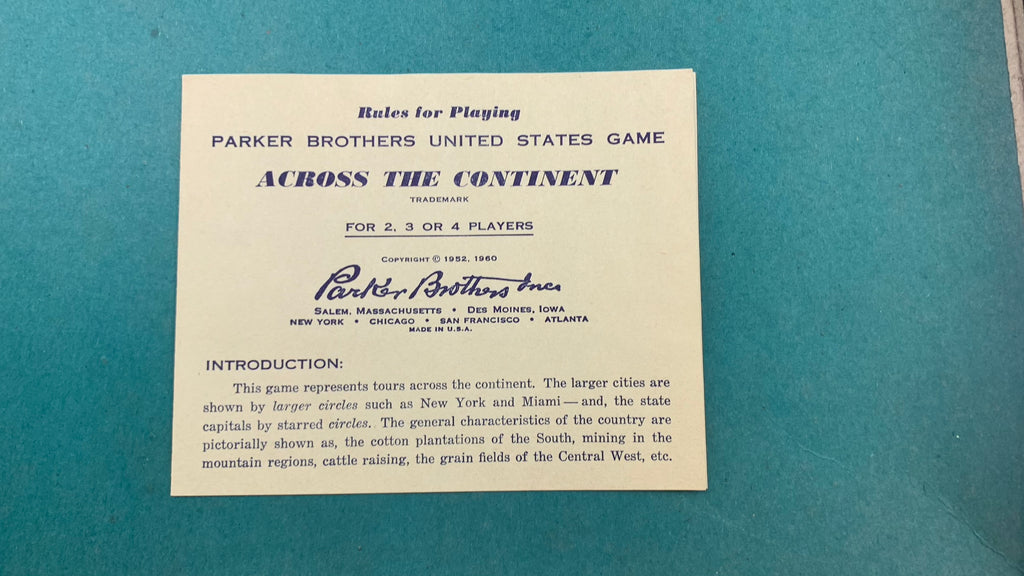 Rules for Playing
PARKER BROTHERS UNITED STATES GAME
ACROSS THE CONTINENT
TRADEMARK
FOR 2, 3 OR 4 PLAYERS
COPYRIGHT © 1952, 1960
Parker Brothers Inc.
SALEM, MASSACHUSETTS • DES MOINES, IOWA
NEW YORK • CHICAGO • SAN FRANCISCO • ATLANTA
MADE IN U.S.A.
INTRODUCTION:
This game represents tours across the continent. The larger cities are
shown by larger circles such as New York and Miami — and, the state
capitals by starred circles. The general characteristics of the country are
pictorially shown as, the cotton plantations of the South, mining in the
mountain regions, cattle raising, the grain fields of the Central West, etc.